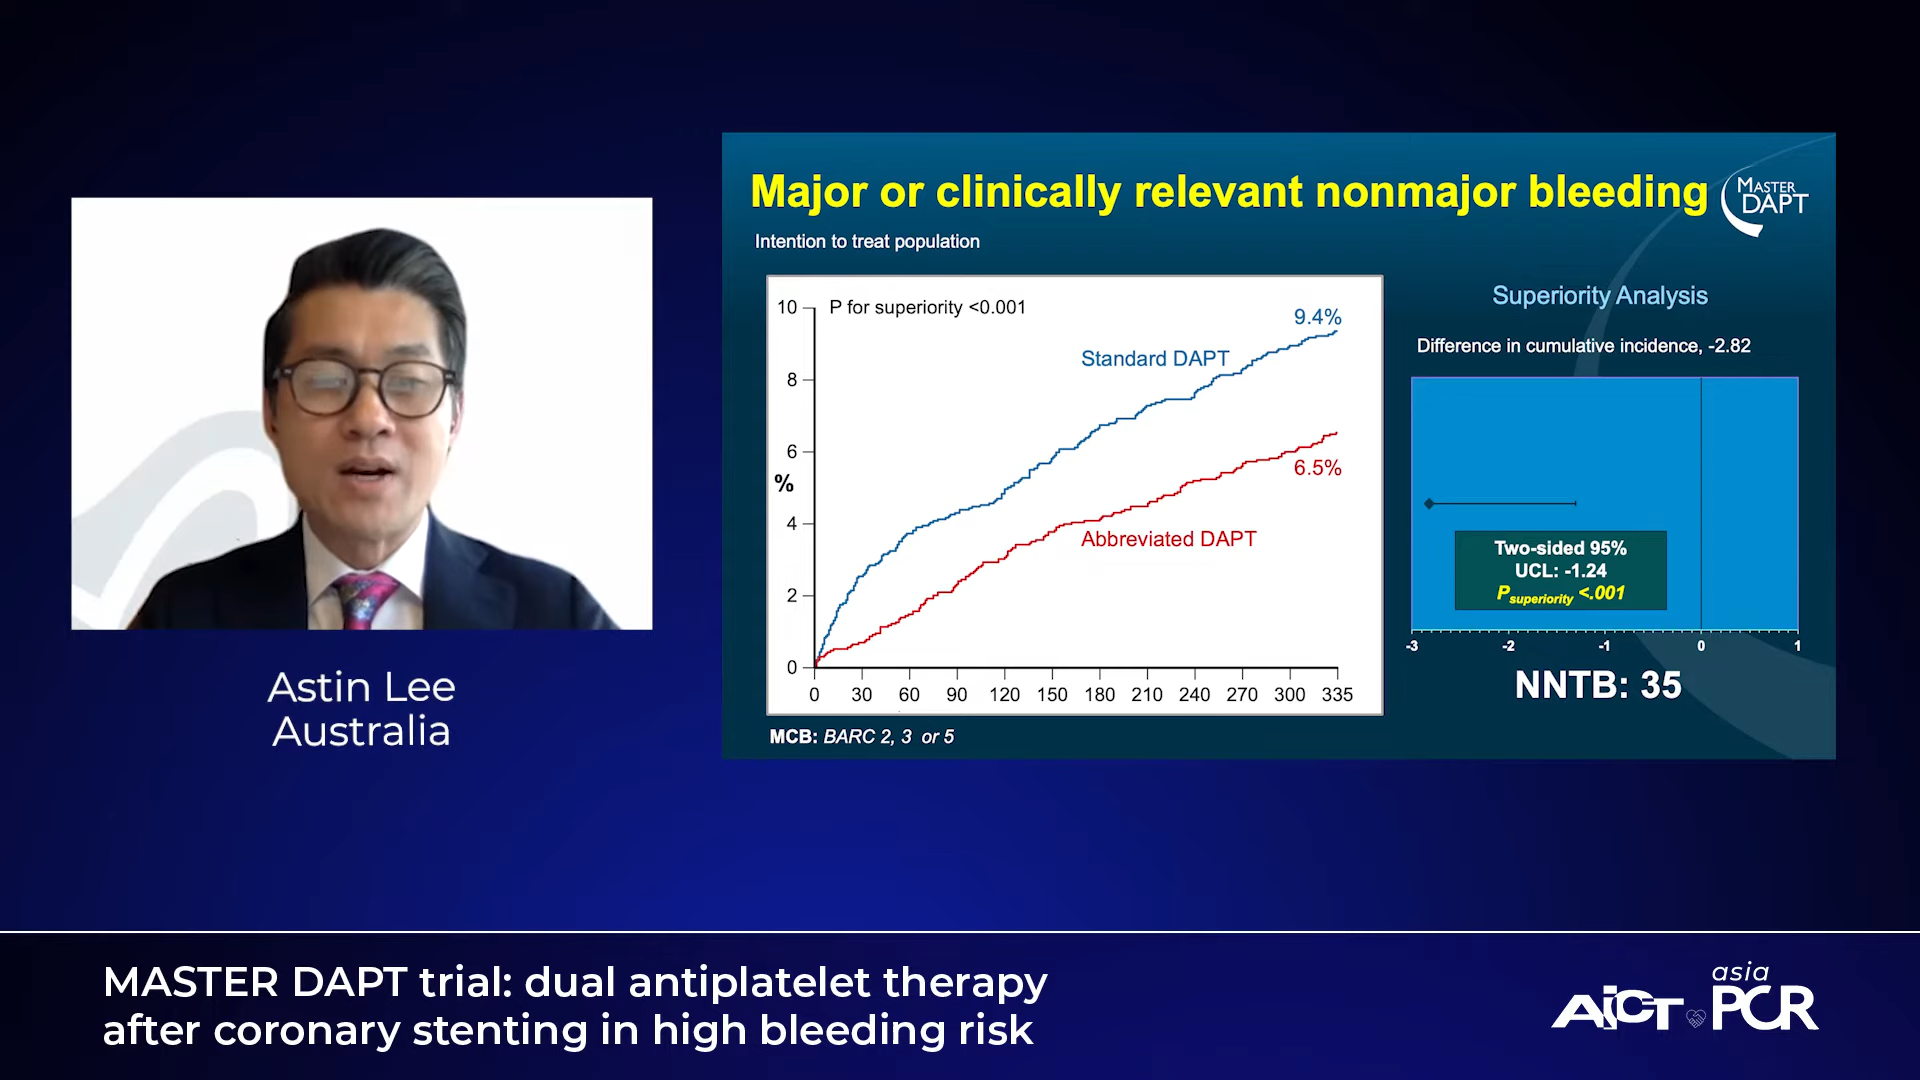 Major or clinically relevant nonmajor bleeding
MASTER
DAPT
Intention to treat population
P for superiority <0.001
10
8
6
4
2
0
%
9.4%
Standard DAPT
6.5%
Abbreviated DAPT
0 30 60 90 120 150 180 210 240 270 300 335
MCB: BARC 2, 3 or 5
Superiority Analysis
Difference in cumulative incidence, -2.82
Two-sided 95%
UCL: -1.24
Psuperiority <.001
-3 -2 -1 0 1
NNTB: 35
Astin Lee
Australia
MASTER DAPT trial: dual antiplatelet therapy
after coronary stenting in high bleeding risk
AiCT asia PCR